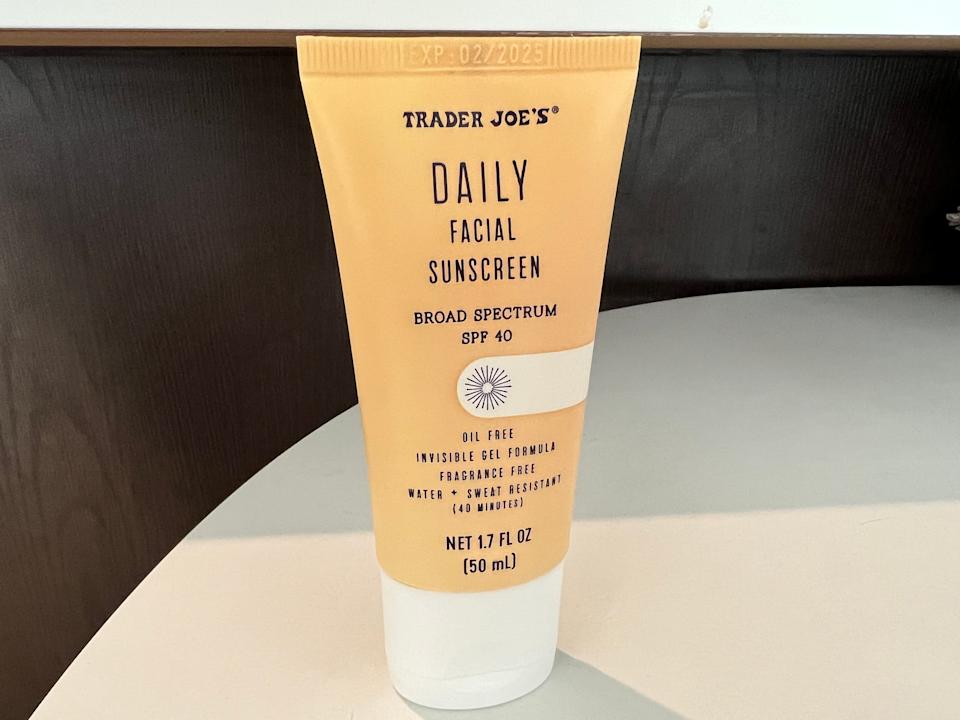 EXP:02/2025
TRADER JOE'S®
DAILY
FACIAL
SUNSCREEN
BROAD SPECTRUM
SPF 40
OIL FREE
INVISIBLE GEL FORMULA
FRAGRANCE FREE
WATER + SWEAT RESISTANT
(40 MINUTES)
NET 1.7 FL OZ
(50 mL)